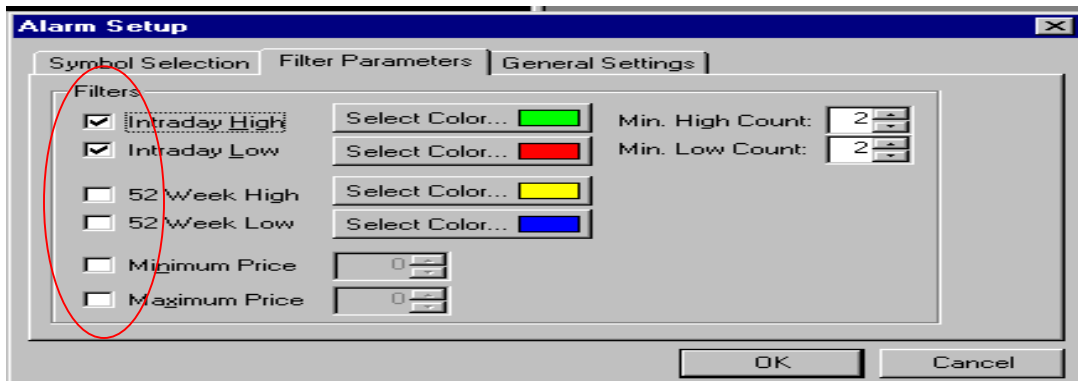 Alarm Setup
Symbol Selection Filter Parameters General Settings
Filters
Intraday High Select Color... Min. High Count: 2
Intraday Low Select Color... Min. Low Count: 2
52 Week High Select Color...
52 Week Low Select Color...
Minimum Price 0
Maximum Price 0
OK Cancel